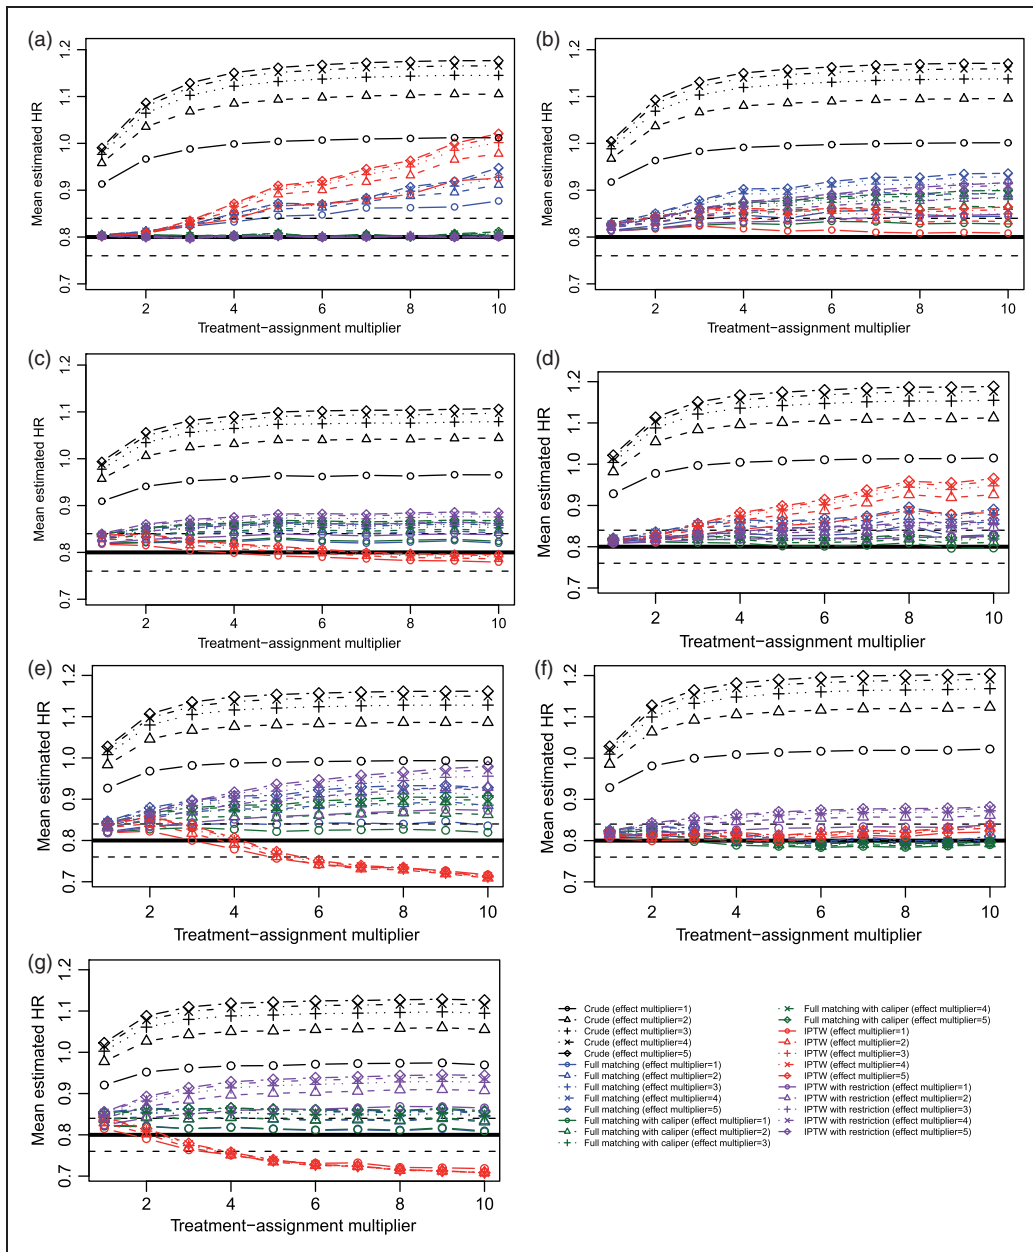 (a)
Mean estimated HR
0.7 0.8 0.9 1.0 1.1 1.2
2 4 6 8 10
Treatment−assignment multiplier
(b)
Mean estimated HR
0.7 0.8 0.9 1.0 1.1 1.2
2 4 6 8 10
Treatment−assignment multiplier
(c)
Mean estimated HR
0.7 0.8 0.9 1.0 1.1 1.2
2 4 6 8 10
Treatment−assignment multiplier
(d)
Mean estimated HR
0.7 0.8 0.9 1.0 1.1 1.2
2 4 6 8 10
Treatment−assignment multiplier
(e)
Mean estimated HR
0.7 0.8 0.9 1.0 1.1 1.2
2 4 6 8 10
Treatment−assignment multiplier
(f)
Mean estimated HR
0.7 0.8 0.9 1.0 1.1 1.2
2 4 6 8 10
Treatment−assignment multiplier
(g)
Mean estimated HR
0.7 0.8 0.9 1.0 1.1 1.2
2 4 6 8 10
Treatment−assignment multiplier
Crude (effect multiplier=1)
Crude (effect multiplier=2)
Crude (effect multiplier=3)
Crude (effect multiplier=4)
Crude (effect multiplier=5)
Full matching (effect multiplier=1)
Full matching (effect multiplier=2)
Full matching (effect multiplier=3)
Full matching (effect multiplier=4)
Full matching (effect multiplier=5)
Full matching with caliper (effect multiplier=1)
Full matching with caliper (effect multiplier=2)
Full matching with caliper (effect multiplier=3)
Full matching with caliper (effect multiplier=4)
Full matching with caliper (effect multiplier=5)
IPTW (effect multiplier=1)
IPTW (effect multiplier=2)
IPTW (effect multiplier=3)
IPTW (effect multiplier=4)
IPTW (effect multiplier=5)
IPTW with restriction (effect multiplier=1)
IPTW with restriction (effect multiplier=2)
IPTW with restriction (effect multiplier=3)
IPTW with restriction (effect multiplier=4)
IPTW with restriction (effect multiplier=5)